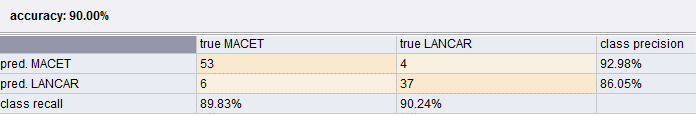 accuracy: 90.00%
true MACET true LANCAR class precision
pred. MACET 53 4 92.98%
pred. LANCAR 6 37 86.05%
class recall 89.83% 90.24%